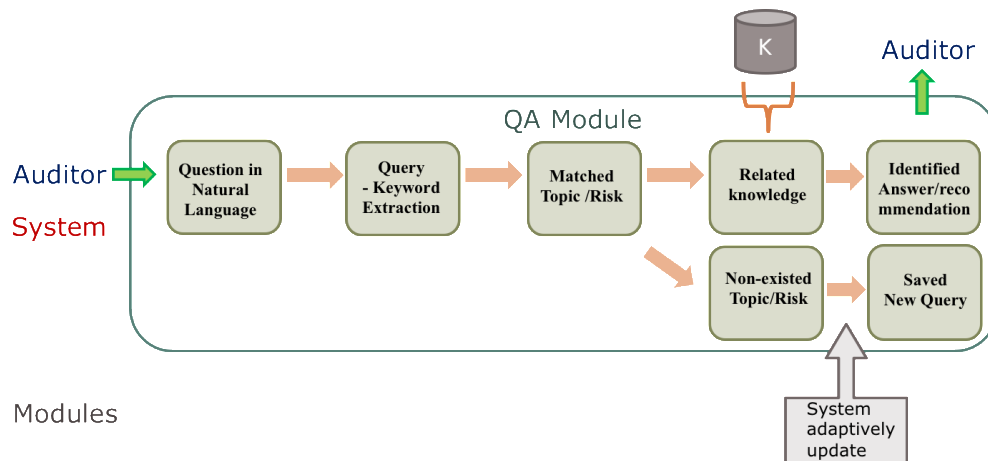 K
Auditor
QA Module
Auditor
System
Question in
Natural
Language
Query
- Keyword
Extraction
Matched
Topic /Risk
Related
knowledge
Identified
Answer/reco
mmendation
Non-existed
Topic/Risk
Saved
New Query
Modules
System
adaptively
update